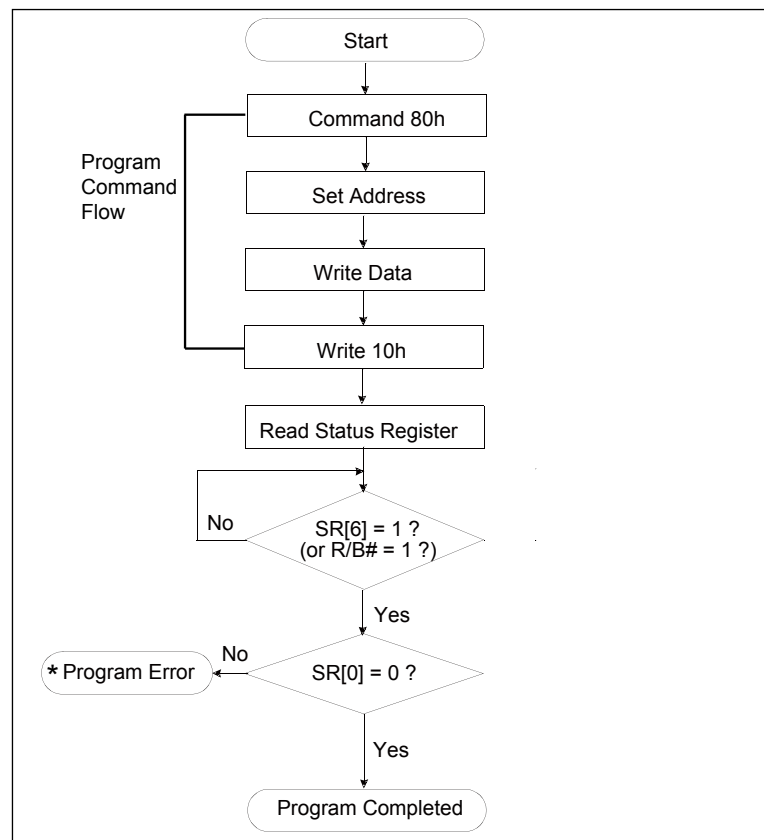 Start
Command 80h
Program
Command
Flow
Set Address
Write Data
Write 10h
Read Status Register
No
SR[6] = 1 ?
(or R/B# = 1 ?)
Yes
No
* Program Error
SR[0] = 0 ?
Yes
Program Completed